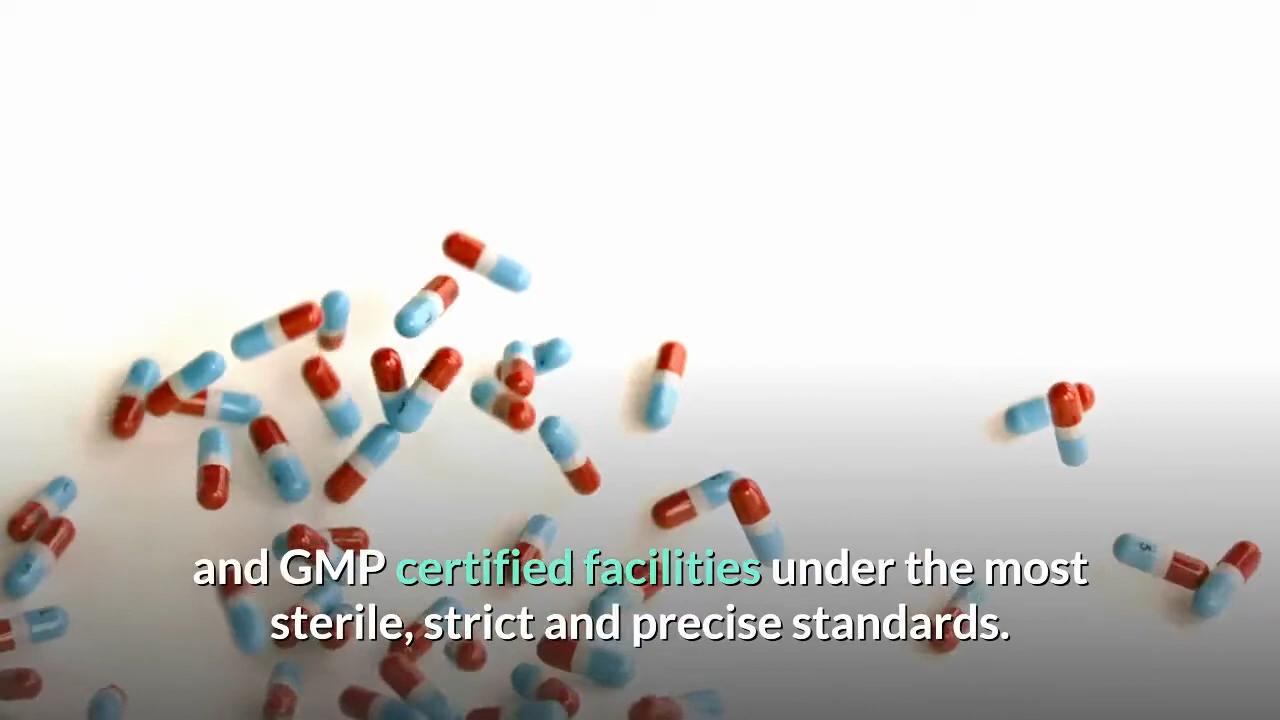 and GMP certified facilities under the most
sterile, strict and precise standards.